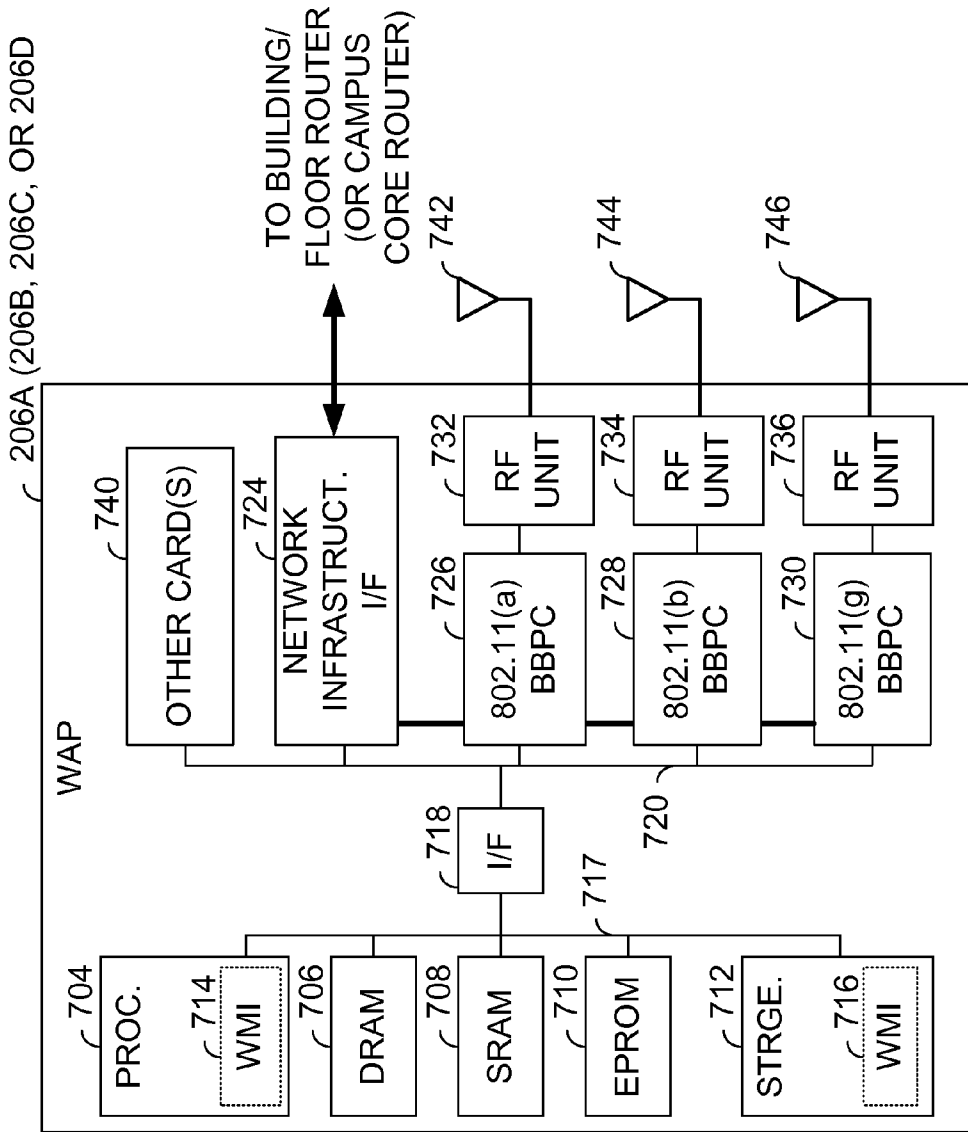 206A (206B, 206C, OR 206D
WAP
704
PROC.
714
WMI
706
DRAM
708
SRAM
710
EPROM
712
STRGE.
716
WMI
717
718
I/F
720
740
OTHER CARD(S)
724
NETWORK
INFRASTRUCT.
I/F
TO BUILDING/
FLOOR ROUTER
(OR CAMPUS
CORE ROUTER)
726
802.11(a)
BBPC
732
RF
UNIT
742
728
802.11(b)
BBPC
734
RF
UNIT
744
730
802.11(g)
BBPC
736
RF
UNIT
746